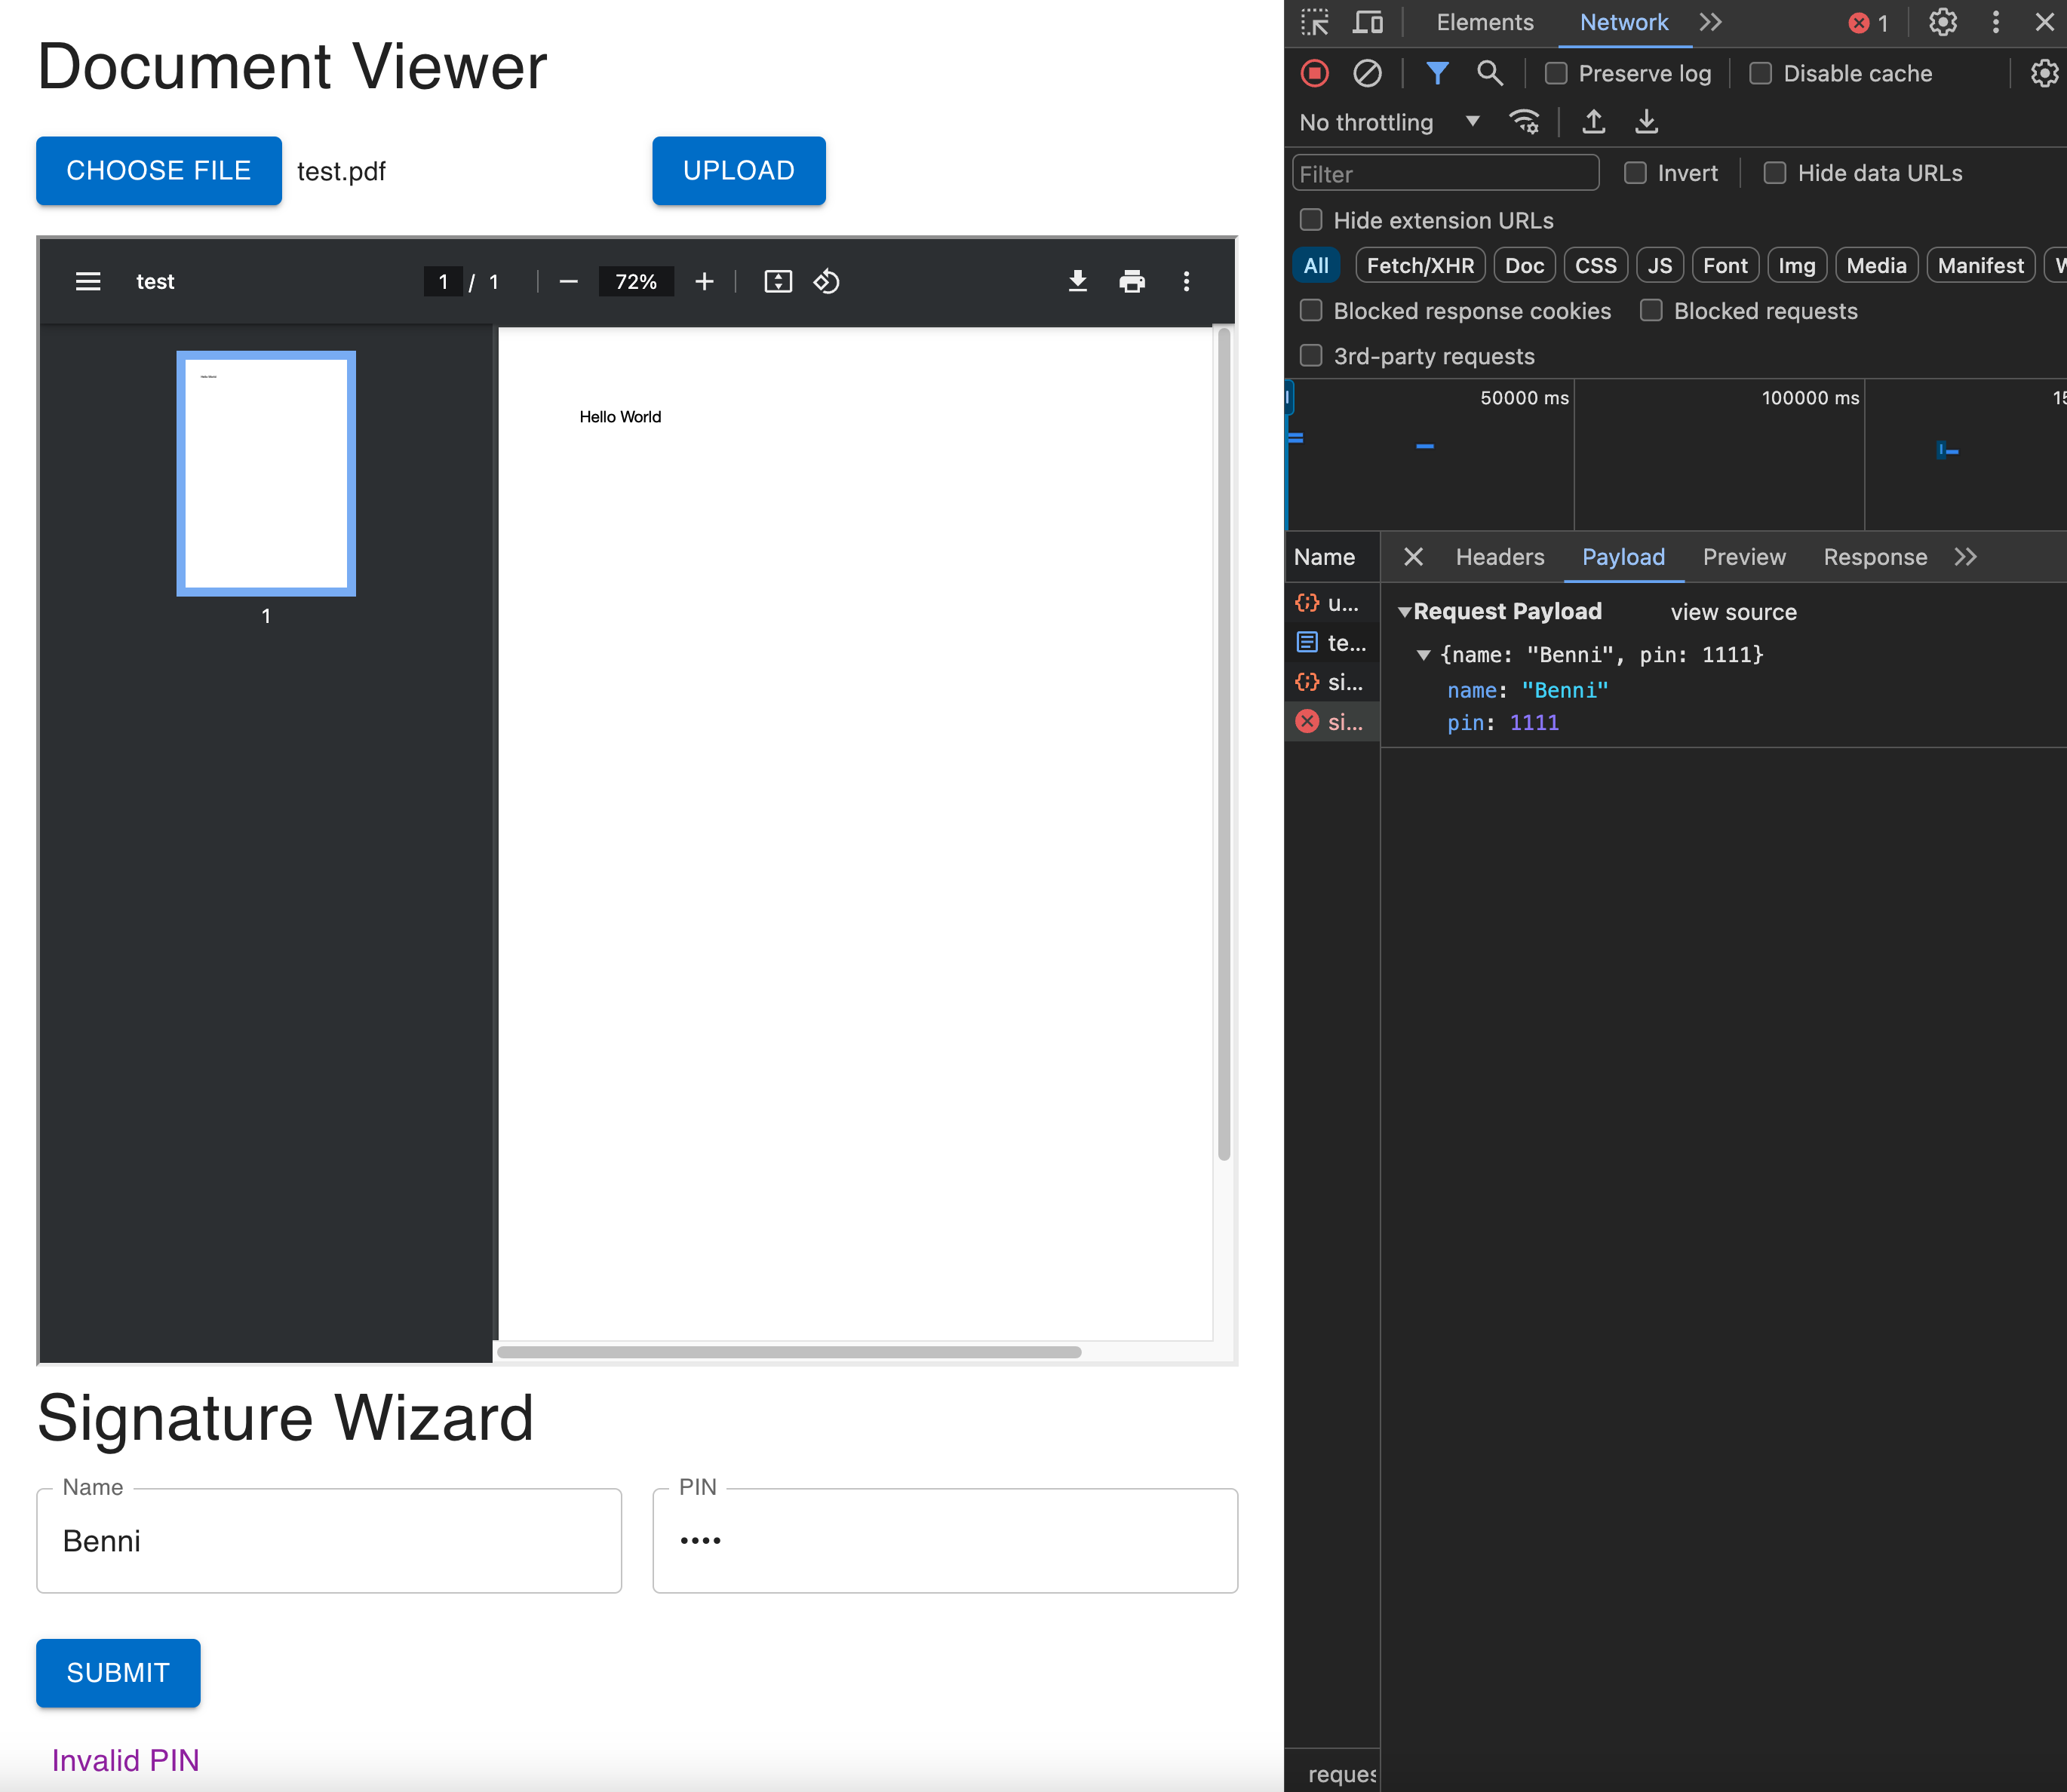 Document Viewer
CHOOSE FILE test.pdf UPLOAD
test 1 / 1 72%
Hello World
1
Hello World
Signature Wizard
Name PIN
Benni ••••
SUBMIT
Invalid PIN
Elements Network 1
Preserve log Disable cache
No throttling
Filter Invert Hide data URLs
Hide extension URLs
All Fetch/XHR Doc CSS JS Font Img Media Manifest
Blocked response cookies Blocked requests
3rd-party requests
50000 ms 100000 ms 15
Name Headers Payload Preview Response
u...
te...
si...
si...
Request Payload view source
{name: "Benni", pin: 1111}
name: "Benni"
pin: 1111
reques